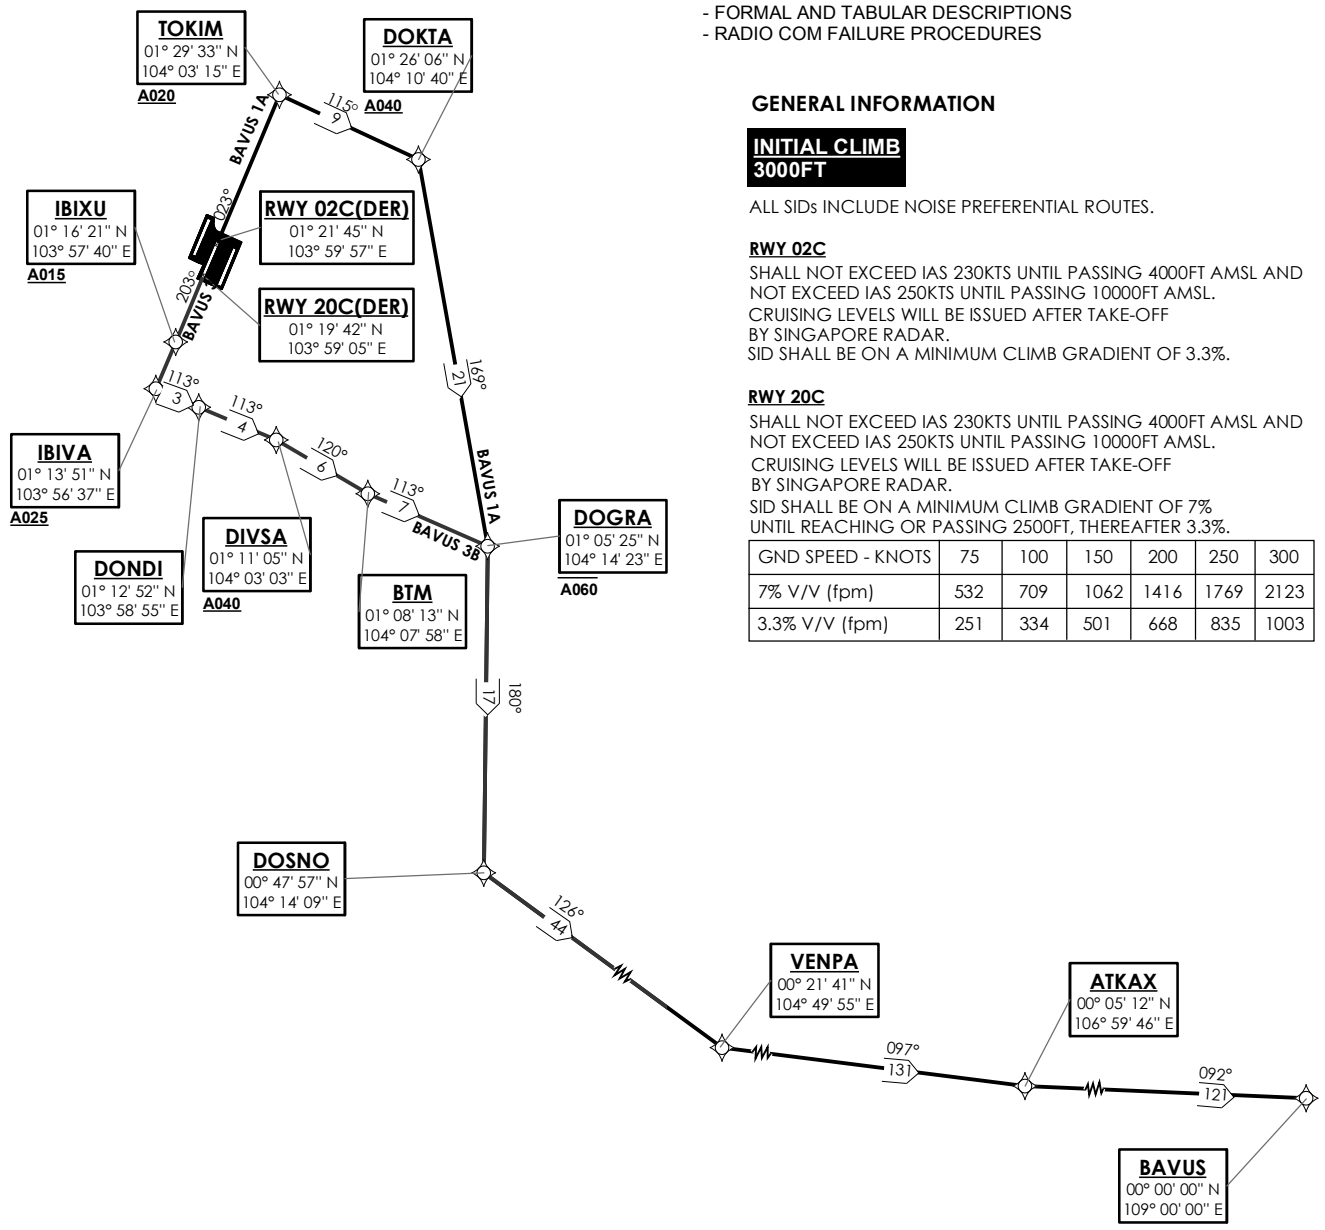 - FORMAL AND TABULAR DESCRIPTIONS
- RADIO COM FAILURE PROCEDURES
TOKIM
01° 29' 33" N
104° 03' 15" E
A020
DOKTA
01° 26' 06" N
104° 10' 40" E
A040
115°
9
BAVUS 1A
023°
GENERAL INFORMATION
INITIAL CLIMB
3000FT
ALL SIDs INCLUDE NOISE PREFERENTIAL ROUTES.
IBIXU
01° 16' 21" N
103° 57' 40" E
A015
RWY 02C(DER)
01° 21' 45" N
103° 59' 57" E
RWY 20C(DER)
01° 19' 42" N
103° 59' 05" E
203°
BAVUS
RWY 02C
SHALL NOT EXCEED IAS 230KTS UNTIL PASSING 4000FT AMSL AND
NOT EXCEED IAS 250KTS UNTIL PASSING 10000FT AMSL.
CRUISING LEVELS WILL BE ISSUED AFTER TAKE-OFF
BY SINGAPORE RADAR.
SID SHALL BE ON A MINIMUM CLIMB GRADIENT OF 3.3%.
RWY 20C
SHALL NOT EXCEED IAS 230KTS UNTIL PASSING 4000FT AMSL AND
NOT EXCEED IAS 250KTS UNTIL PASSING 10000FT AMSL.
CRUISING LEVELS WILL BE ISSUED AFTER TAKE-OFF
BY SINGAPORE RADAR.
SID SHALL BE ON A MINIMUM CLIMB GRADIENT OF 7%
UNTIL REACHING OR PASSING 2500FT, THEREAFTER 3.3%.
GND SPEED - KNOTS 75 100 150 200 250 300
7% V/V (fpm) 532 709 1062 1416 1769 2123
3.3% V/V (fpm) 251 334 501 668 835 1003
169°
21
BAVUS 1A
113°
3
113°
4
120°
6
113°
7
BAVUS 3B
IBIVA
01° 13' 51" N
103° 56' 37" E
A025
DONDI
01° 12' 52" N
103° 58' 55" E
DIVSA
01° 11' 05" N
104° 03' 03" E
A040
BTM
01° 08' 13" N
104° 07' 58" E
DOGRA
01° 05' 25" N
104° 14' 23" E
A060
180°
17
DOSNO
00° 47' 57" N
104° 14' 09" E
126°
44
VENPA
00° 21' 41" N
104° 49' 55" E
097°
131
ATKAX
00° 05' 12" N
106° 59' 46" E
092°
121
BAVUS
00° 00' 00" N
109° 00' 00" E